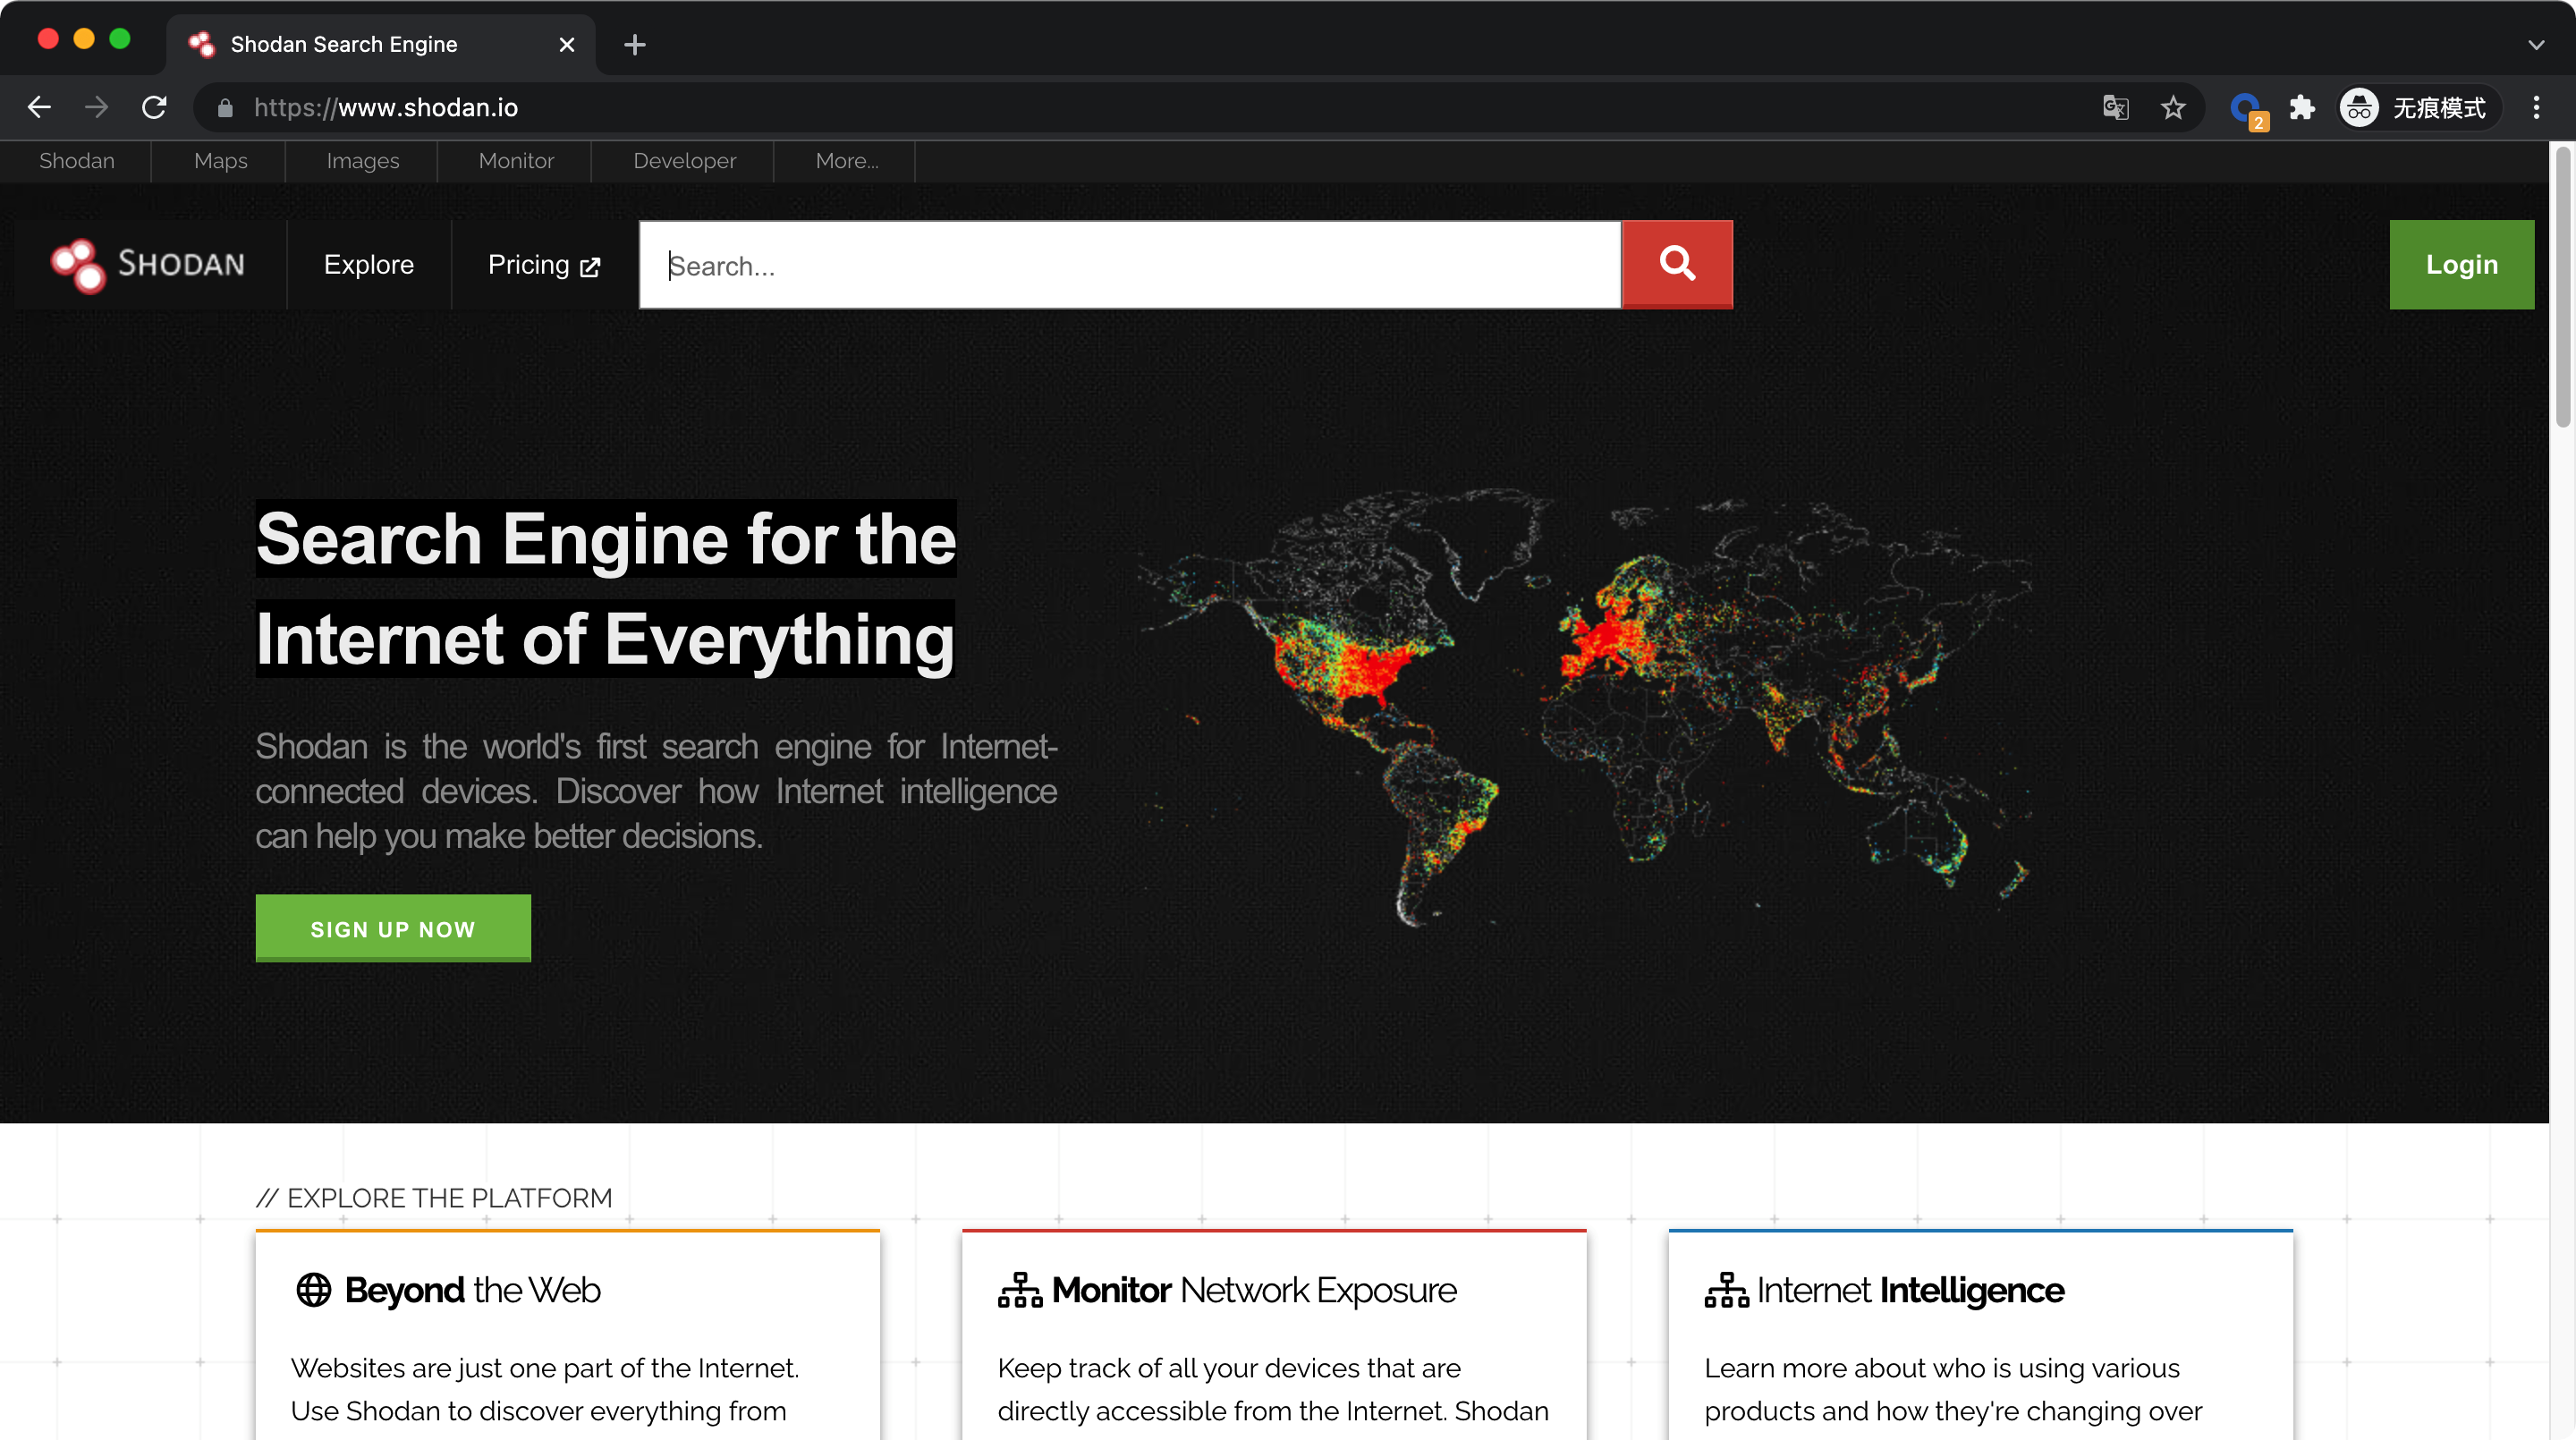 Shodan Search Engine
https://www.shodan.io
2
无痕模式
Shodan Maps Images Monitor Developer More...
SHODAN Explore Pricing Search... Login
Search Engine for the
Internet of Everything
Shodan is the world's first search engine for Internet-
connected devices. Discover how Internet intelligence
can help you make better decisions.
SIGN UP NOW
// EXPLORE THE PLATFORM
Beyond the Web
Websites are just one part of the Internet.
Use Shodan to discover everything from
Monitor Network Exposure
Keep track of all your devices that are
directly accessible from the Internet. Shodan
Internet Intelligence
Learn more about who is using various
products and how they're changing over